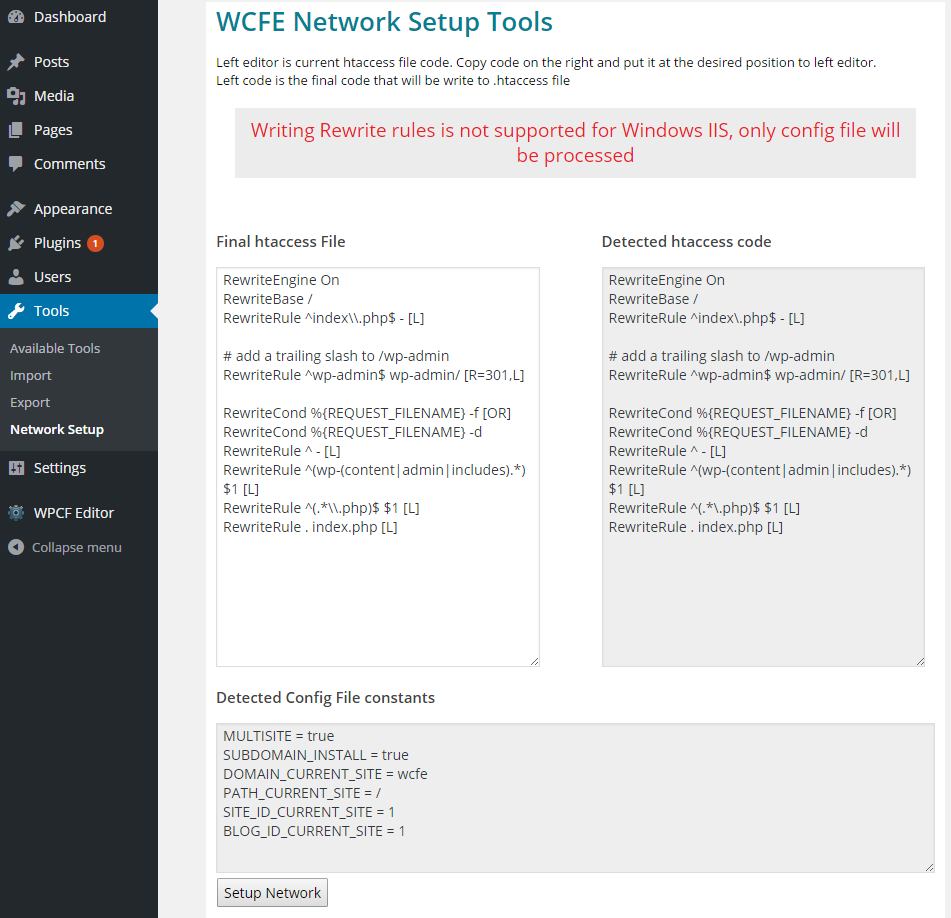 Dashboard
Posts
Media
Pages
Comments
Appearance
Plugins 1
Users
Tools
Available Tools
Import
Export
Network Setup
Settings
WPCF Editor
Collapse menu
WCFE Network Setup Tools
Left editor is current htaccess file code. Copy code on the right and put it at the desired position to left editor.
Left code is the final code that will be write to .htaccess file
Writing Rewrite rules is not supported for Windows IIS, only config file will
be processed
Final htaccess File
RewriteEngine On
RewriteBase /
RewriteRule ^index\\.php$ - [L]
# add a trailing slash to /wp-admin
RewriteRule ^wp-admin$ wp-admin/ [R=301,L]
RewriteCond %{REQUEST_FILENAME} -f [OR]
RewriteCond %{REQUEST_FILENAME} -d
RewriteRule ^ - [L]
RewriteRule ^(wp-(content|admin|includes).*)
$1 [L]
RewriteRule ^(.*\\.php)$ $1 [L]
RewriteRule . index.php [L]
Detected htaccess code
RewriteEngine On
RewriteBase /
RewriteRule ^index\.php$ - [L]
# add a trailing slash to /wp-admin
RewriteRule ^wp-admin$ wp-admin/ [R=301,L]
RewriteCond %{REQUEST_FILENAME} -f [OR]
RewriteCond %{REQUEST_FILENAME} -d
RewriteRule ^ - [L]
RewriteRule ^(wp-(content|admin|includes).*)
$1 [L]
RewriteRule ^(.*\.php)$ $1 [L]
RewriteRule . index.php [L]
Detected Config File constants
MULTISITE = true
SUBDOMAIN_INSTALL = true
DOMAIN_CURRENT_SITE = wcfe
PATH_CURRENT_SITE = /
SITE_ID_CURRENT_SITE = 1
BLOG_ID_CURRENT_SITE = 1
Setup Network